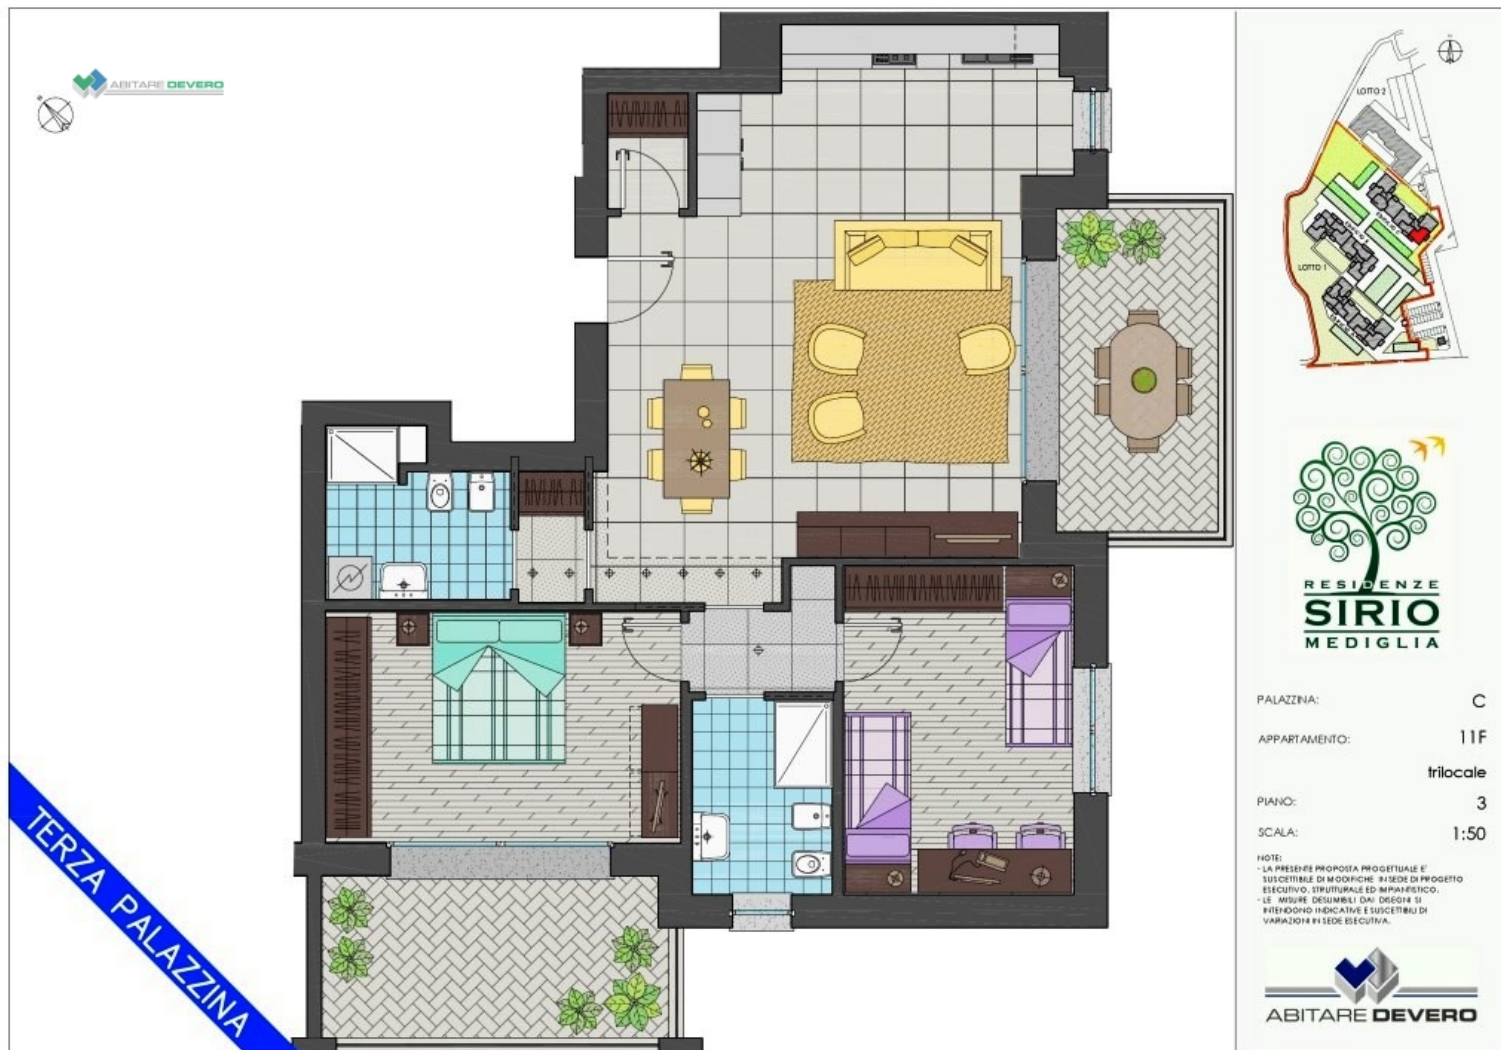 ABITARE DEVERO
TERZA PALAZZINA
LOTTO 2
LOTTO 1
RESIDENZE
SIRIO
MEDIGLIA
PALAZZINA: C
APPARTAMENTO: 11F
trilocale
PIANO: 3
SCALA: 1:50
NOTE:
- LA PRESENTE PROPOSTA PROGETTUALE E'
SUSCETTIBILE DI MODIFICHE IN SEDE DI PROGETTO
ESECUTIVO, STRUTTURALE ED IMPIANTISTICO.
- LE MISURE DESUMIBILI DAI DISEGNI SI
INTENDONO INDICATIVE E SUSCETTIBILI DI
VARIAZIONI IN SEDE ESECUTIVA.
ABITARE DEVERO